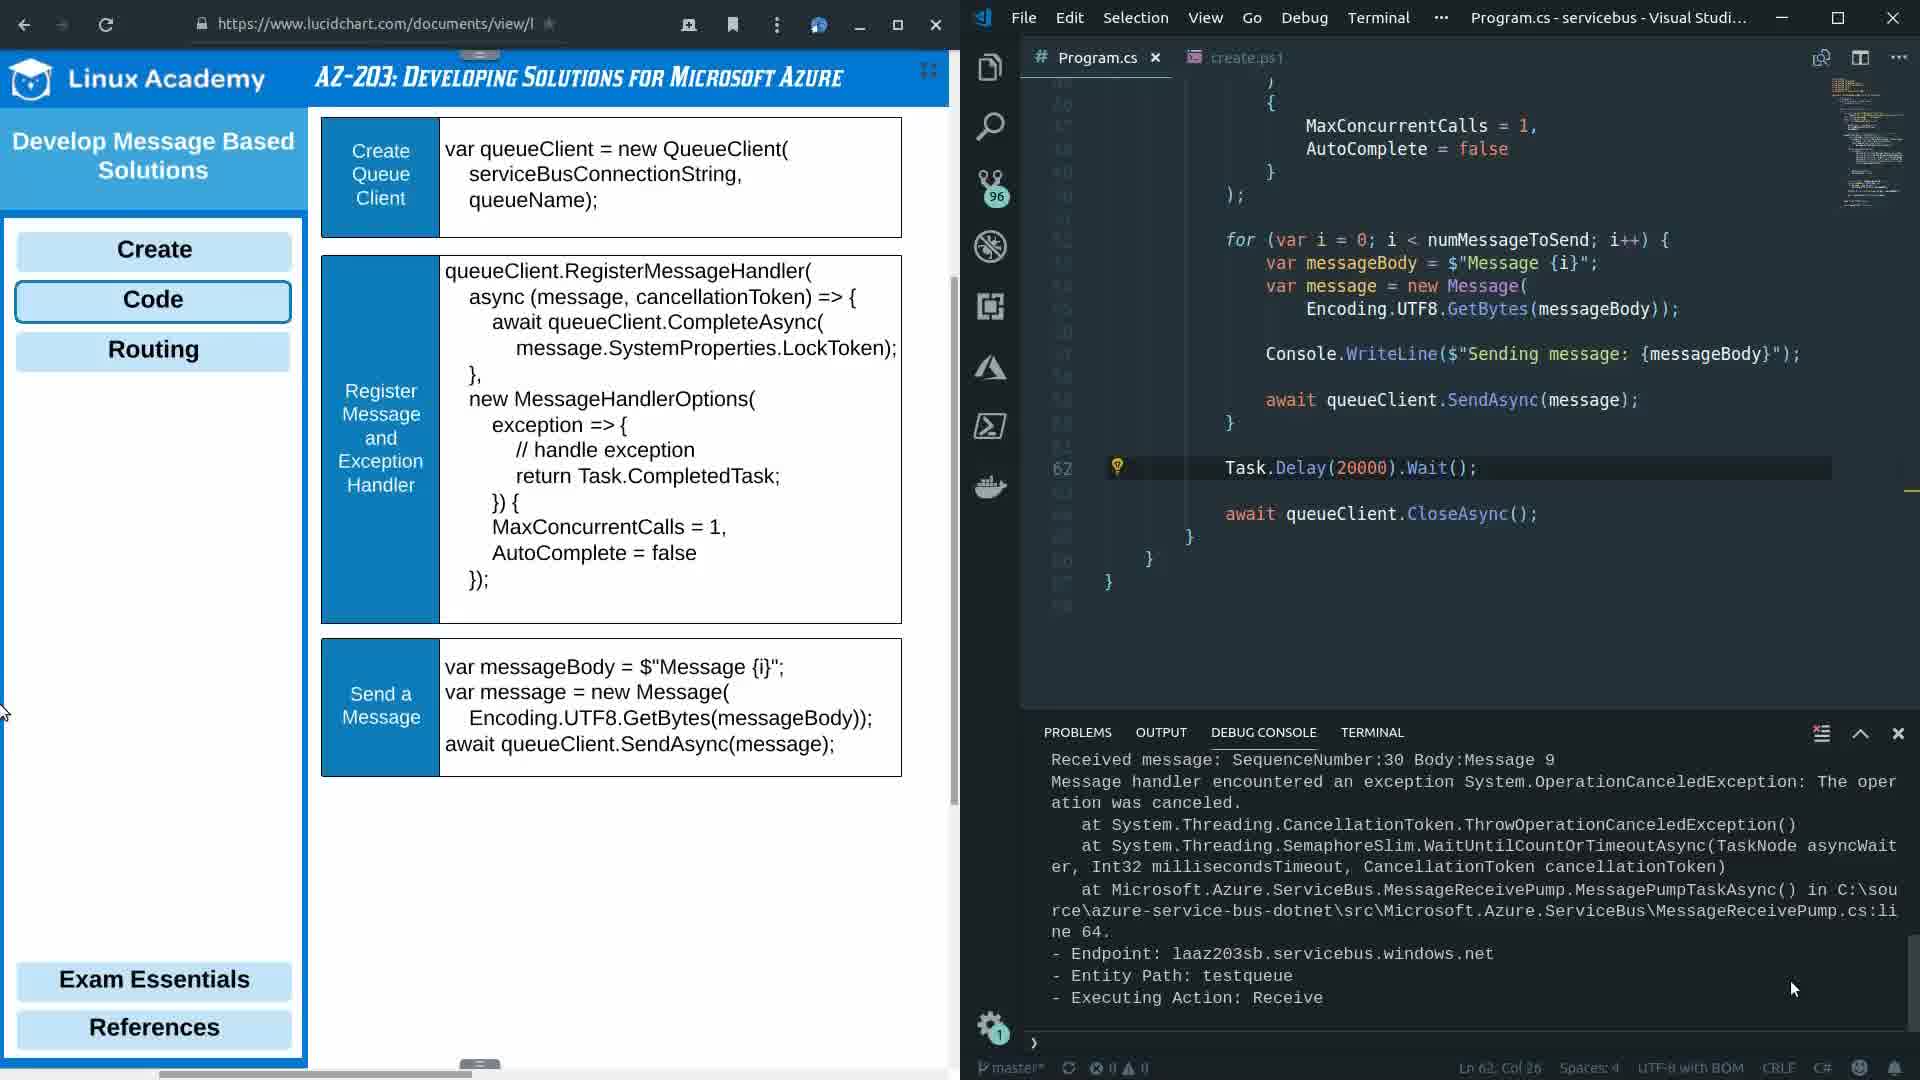 https://www.lucidchart.com/documents/view/l
Linux Academy
AZ-203: Developing Solutions for Microsoft Azure
Develop Message Based
Solutions
Create
Code
Routing
Exam Essentials
References
Create
Queue
Client
var queueClient = new QueueClient(
serviceBusConnectionString,
queueName);
Register
Message
and
Exception
Handler
queueClient.RegisterMessageHandler(
async (message, cancellationToken) => {
await queueClient.CompleteAsync(
message.SystemProperties.LockToken);
},
new MessageHandlerOptions(
exception => {
// handle exception
return Task.CompletedTask;
}) {
MaxConcurrentCalls = 1,
AutoComplete = false
});
Send a
Message
var messageBody = $"Message {i}";
var message = new Message(
Encoding.UTF8.GetBytes(messageBody));
await queueClient.SendAsync(message);
File Edit Selection View Go Debug Terminal ··· Program.cs - servicebus - Visual Studi...
# Program.cs create.ps1
96
)
{
MaxConcurrentCalls = 1,
AutoComplete = false
}
);
for (var i = 0; i < numMessageToSend; i++) {
var messageBody = $"Message {i}";
var message = new Message(
Encoding.UTF8.GetBytes(messageBody));
Console.WriteLine($"Sending message: {messageBody}");
await queueClient.SendAsync(message);
}
62 Task.Delay(20000).Wait();
await queueClient.CloseAsync();
}
}
}
PROBLEMS OUTPUT DEBUG CONSOLE TERMINAL
Received message: SequenceNumber:30 Body:Message 9
Message handler encountered an exception System.OperationCanceledException: The oper
ation was canceled.
at System.Threading.CancellationToken.ThrowOperationCanceledException()
at System.Threading.SemaphoreSlim.WaitUntilCountOrTimeoutAsync(TaskNode asyncWait
er, Int32 millisecondsTimeout, CancellationToken cancellationToken)
at Microsoft.Azure.ServiceBus.MessageReceivePump.MessagePumpTaskAsync() in C:\sou
rce\azure-service-bus-dotnet\src\Microsoft.Azure.ServiceBus\MessageReceivePump.cs:li
ne 64.
- Endpoint: laaz203sb.servicebus.windows.net
- Entity Path: testqueue
- Executing Action: Receive
1
master* 0 0 Ln 62, Col 26 Spaces: 4 UTF-8 with BOM CRLF C#